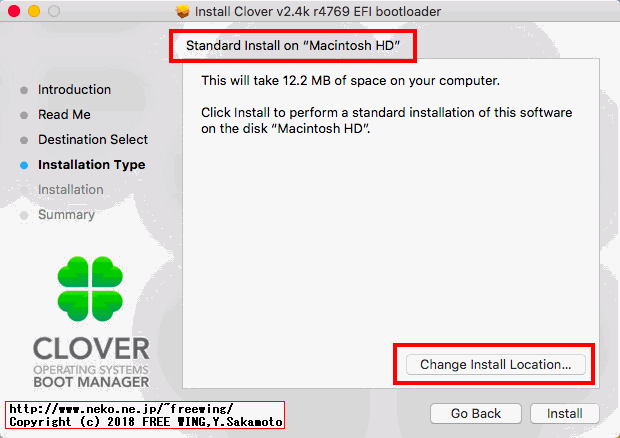 Install Clover v2.4k r4769 EFI bootloader
Standard Install on “Macintosh HD”
Introduction
Read Me
Destination Select
Installation Type
Installation
Summary
This will take 12.2 MB of space on your computer.
Click Install to perform a standard installation of this software
on the disk “Macintosh HD”.
CLOVER
OPERATING SYSTEMS
BOOT MANAGER
Change Install Location...
http://www.neko.ne.jp/~freewing/
Copyright (c) 2018 FREE WING,Y.Sakamoto
Go Back
Install